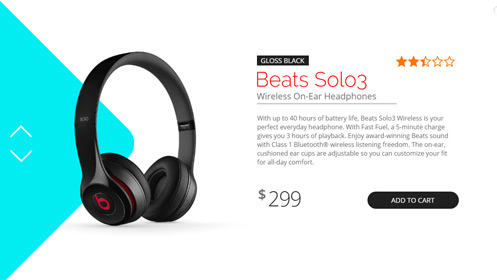 GLOSS BLACK
Beats Solo3
Wireless On-Ear Headphones
With up to 40 hours of battery life, Beats Solo3 Wireless is your
perfect everyday headphone. With Fast Fuel, a 5-minute charge
gives you 3 hours of playback. Enjoy award-winning Beats sound
with Class 1 Bluetooth® wireless listening freedom. The on-ear,
cushioned ear cups are adjustable so you can customize your fit
for all-day comfort.
$299
ADD TO CART